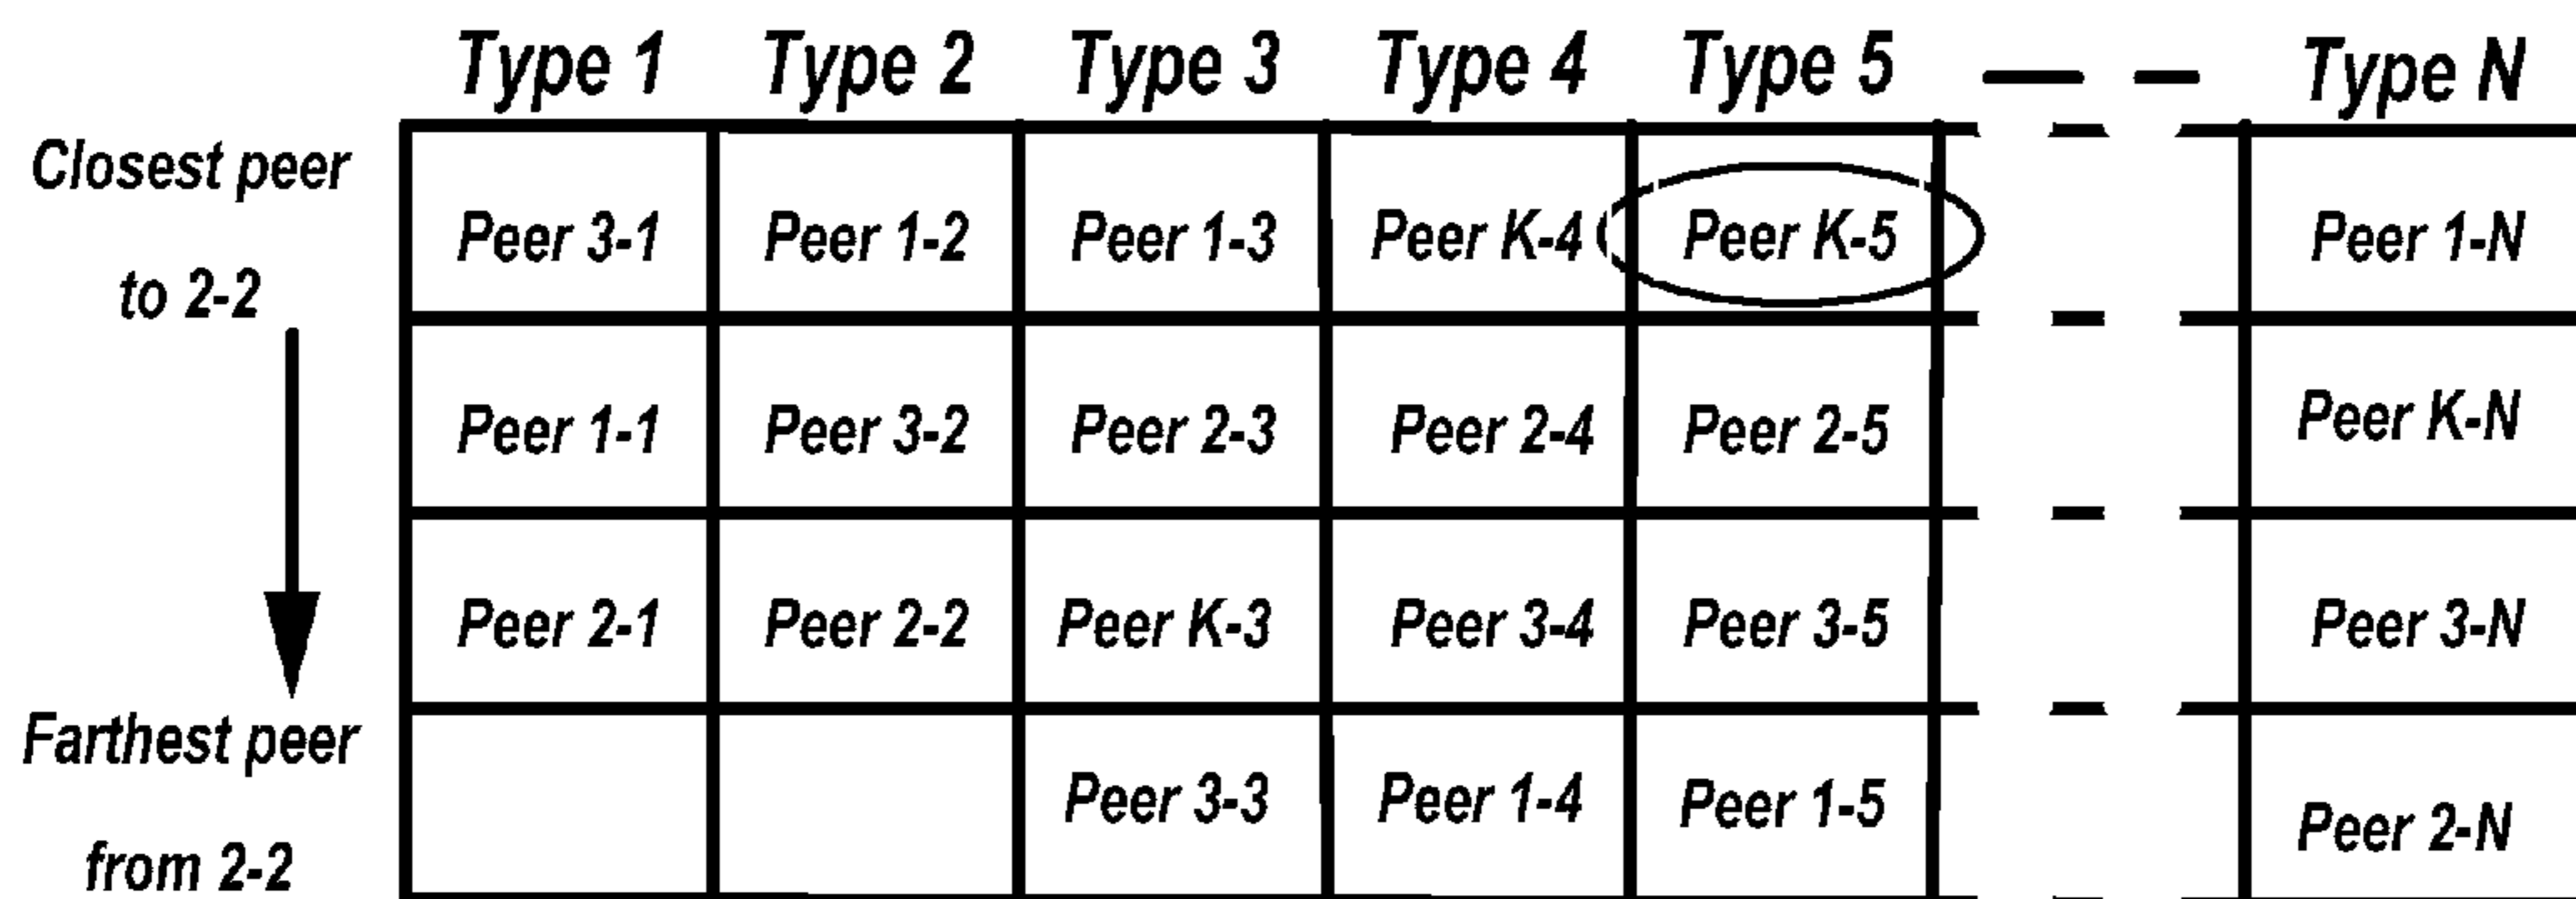 Type 1 Type 2 Type 3 Type 4 Type 5 Type N
Closest peer
to 2-2
Peer 3-1 Peer 1-2 Peer 1-3 Peer K-4 Peer K-5 Peer 1-N
Peer 1-1 Peer 3-2 Peer 2-3 Peer 2-4 Peer 2-5 Peer K-N
Peer 2-1 Peer 2-2 Peer K-3 Peer 3-4 Peer 3-5 Peer 3-N
Farthest peer
from 2-2
Peer 3-3 Peer 1-4 Peer 1-5 Peer 2-N